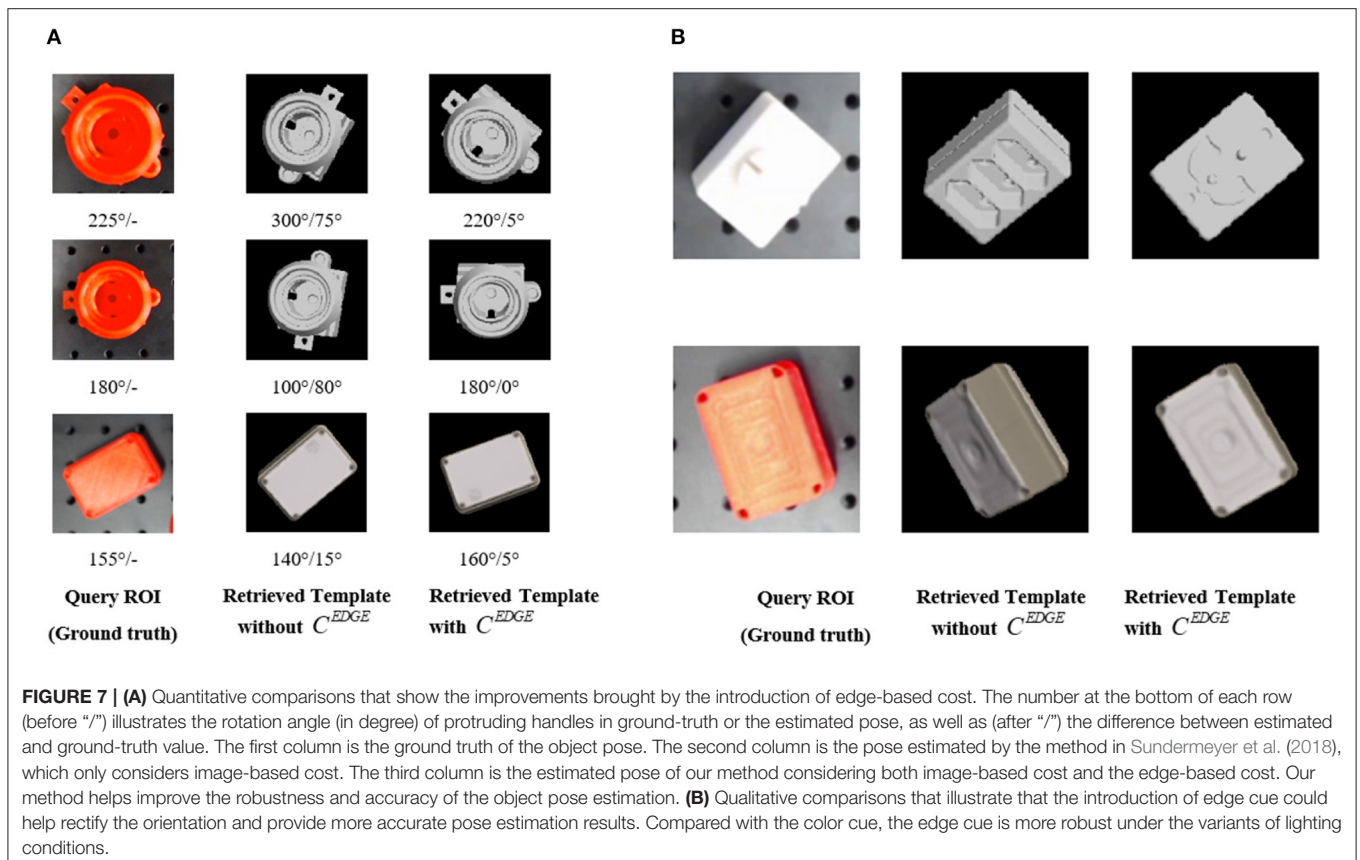 A
B
225°/-
300°/75°
220°/5°
180°/-
100°/80°
180°/0°
155°/-
140°/15°
160°/5°
Query ROI
(Ground truth)
Retrieved Template
without C^EDGE
Retrieved Template
with C^EDGE
Query ROI
(Ground truth)
Retrieved Template
without C^EDGE
Retrieved Template
with C^EDGE
FIGURE 7 | (A) Quantitative comparisons that show the improvements brought by the introduction of edge-based cost. The number at the bottom of each row
(before “/”) illustrates the rotation angle (in degree) of protruding handles in ground-truth or the estimated pose, as well as (after “/”) the difference between estimated
and ground-truth value. The first column is the ground truth of the object pose. The second column is the pose estimated by the method in Sundermeyer et al. (2018),
which only considers image-based cost. The third column is the estimated pose of our method considering both image-based cost and the edge-based cost. Our
method helps improve the robustness and accuracy of the object pose estimation. (B) Qualitative comparisons that illustrate that the introduction of edge cue could
help rectify the orientation and provide more accurate pose estimation results. Compared with the color cue, the edge cue is more robust under the variants of lighting
conditions.